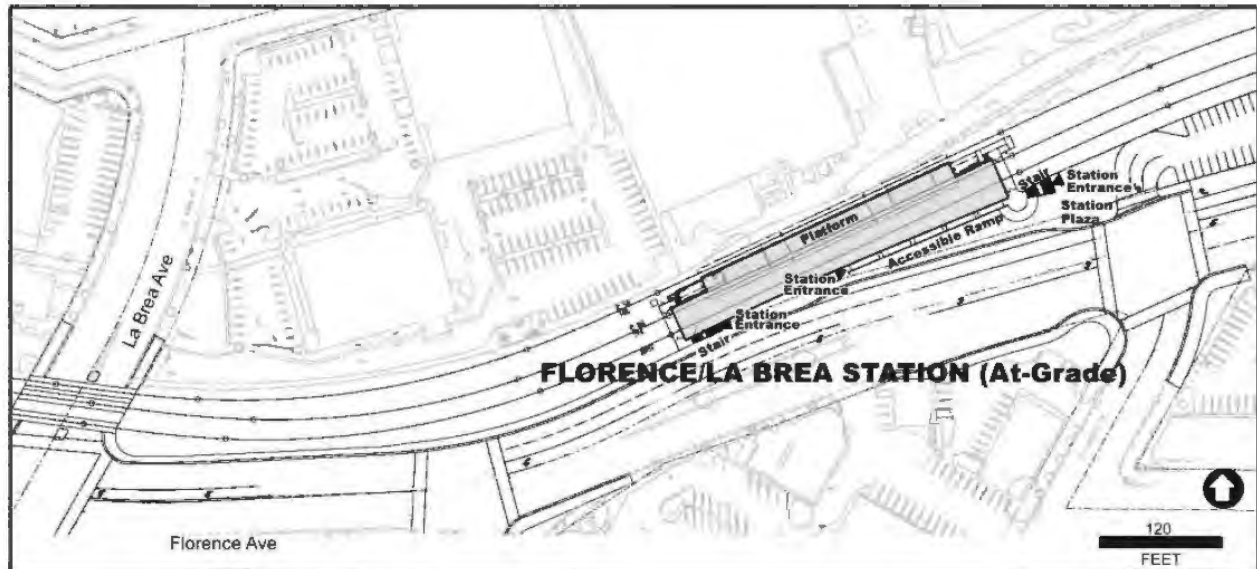 Stair
Station
Entrance
Station
Plaza
Platform
Accessible Ramp
Station
Entrance
Station
Entrance
Stair
La Brea Ave
FLORENCE/LA BREA STATION (At-Grade)
Florence Ave
120
FEET